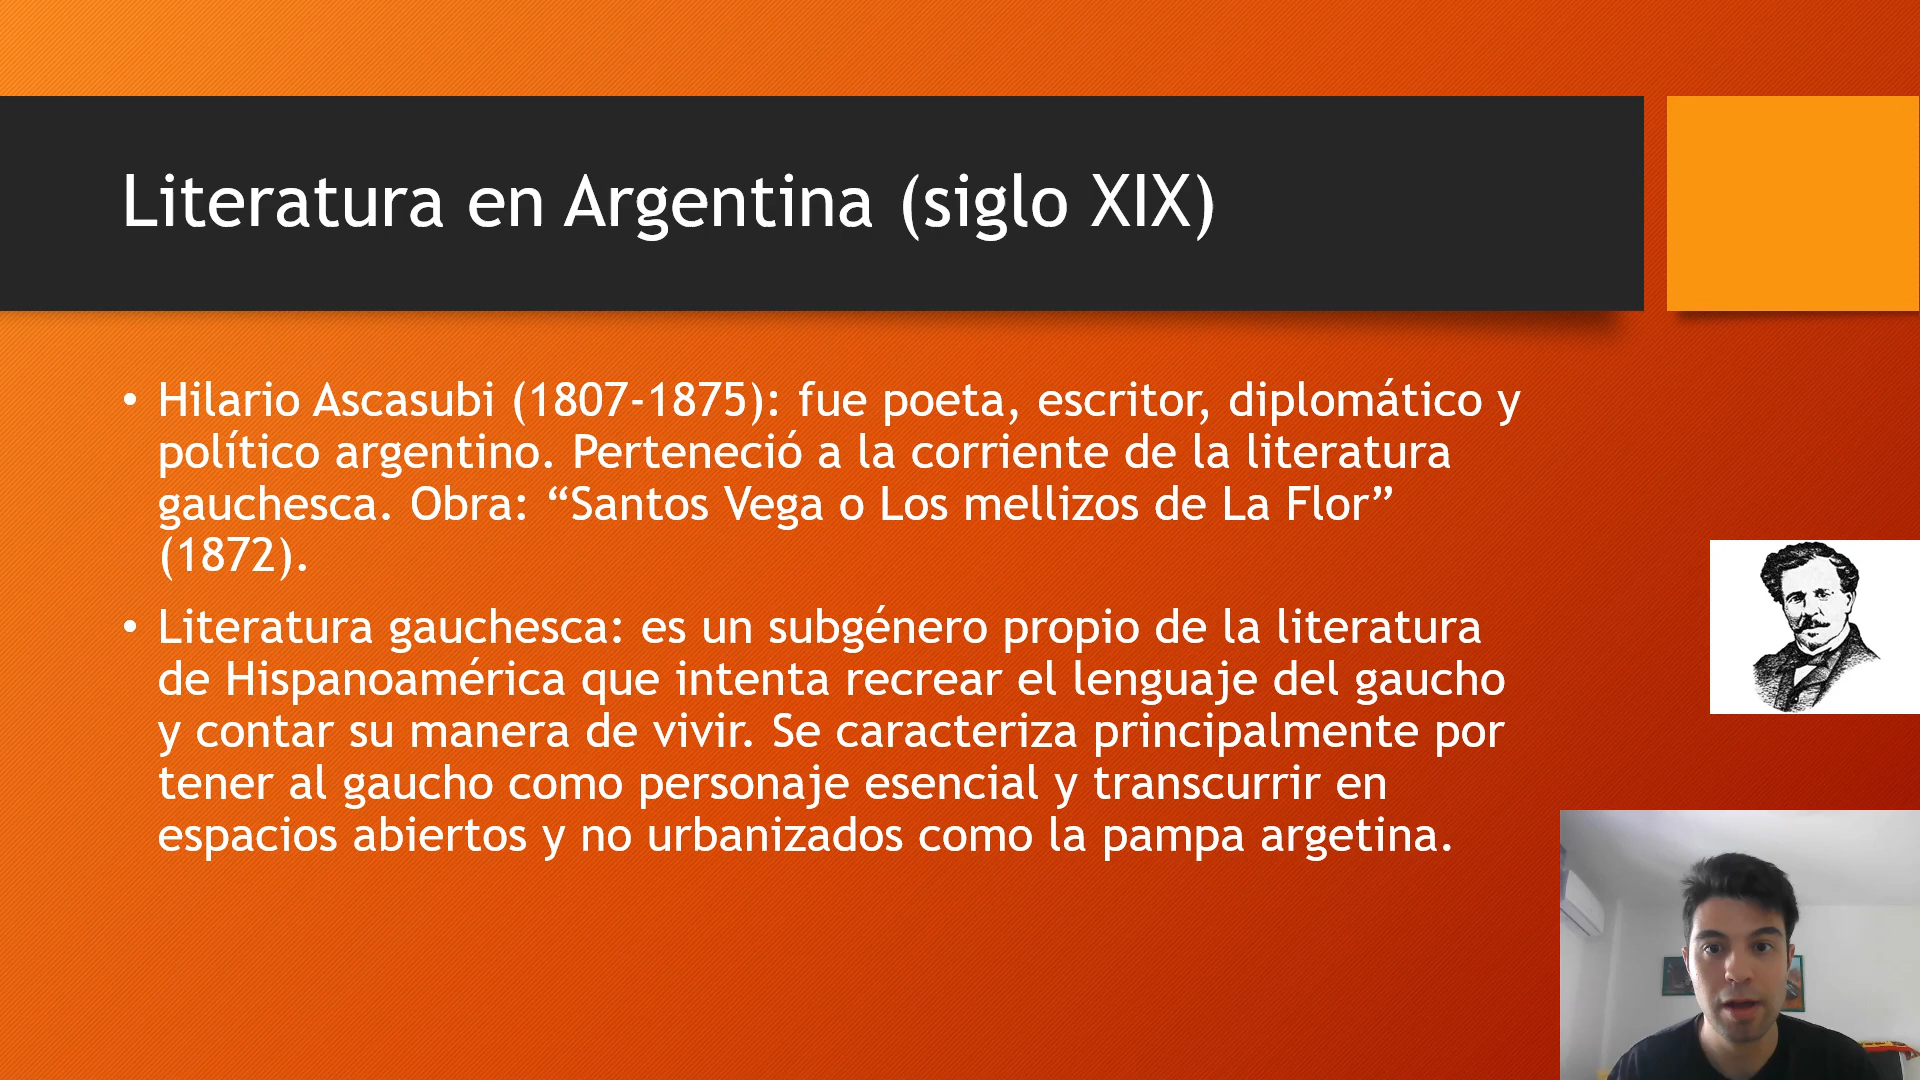 Literatura en Argentina (siglo XIX)
• Hilario Ascasubi (1807-1875): fue poeta, escritor, diplomático y
político argentino. Perteneció a la corriente de la literatura
gauchesca. Obra: “Santos Vega o Los mellizos de La Flor”
(1872).
• Literatura gauchesca: es un subgénero propio de la literatura
de Hispanoamérica que intenta recrear el lenguaje del gaucho
y contar su manera de vivir. Se caracteriza principalmente por
tener al gaucho como personaje esencial y transcurrir en
espacios abiertos y no urbanizados como la pampa argetina.